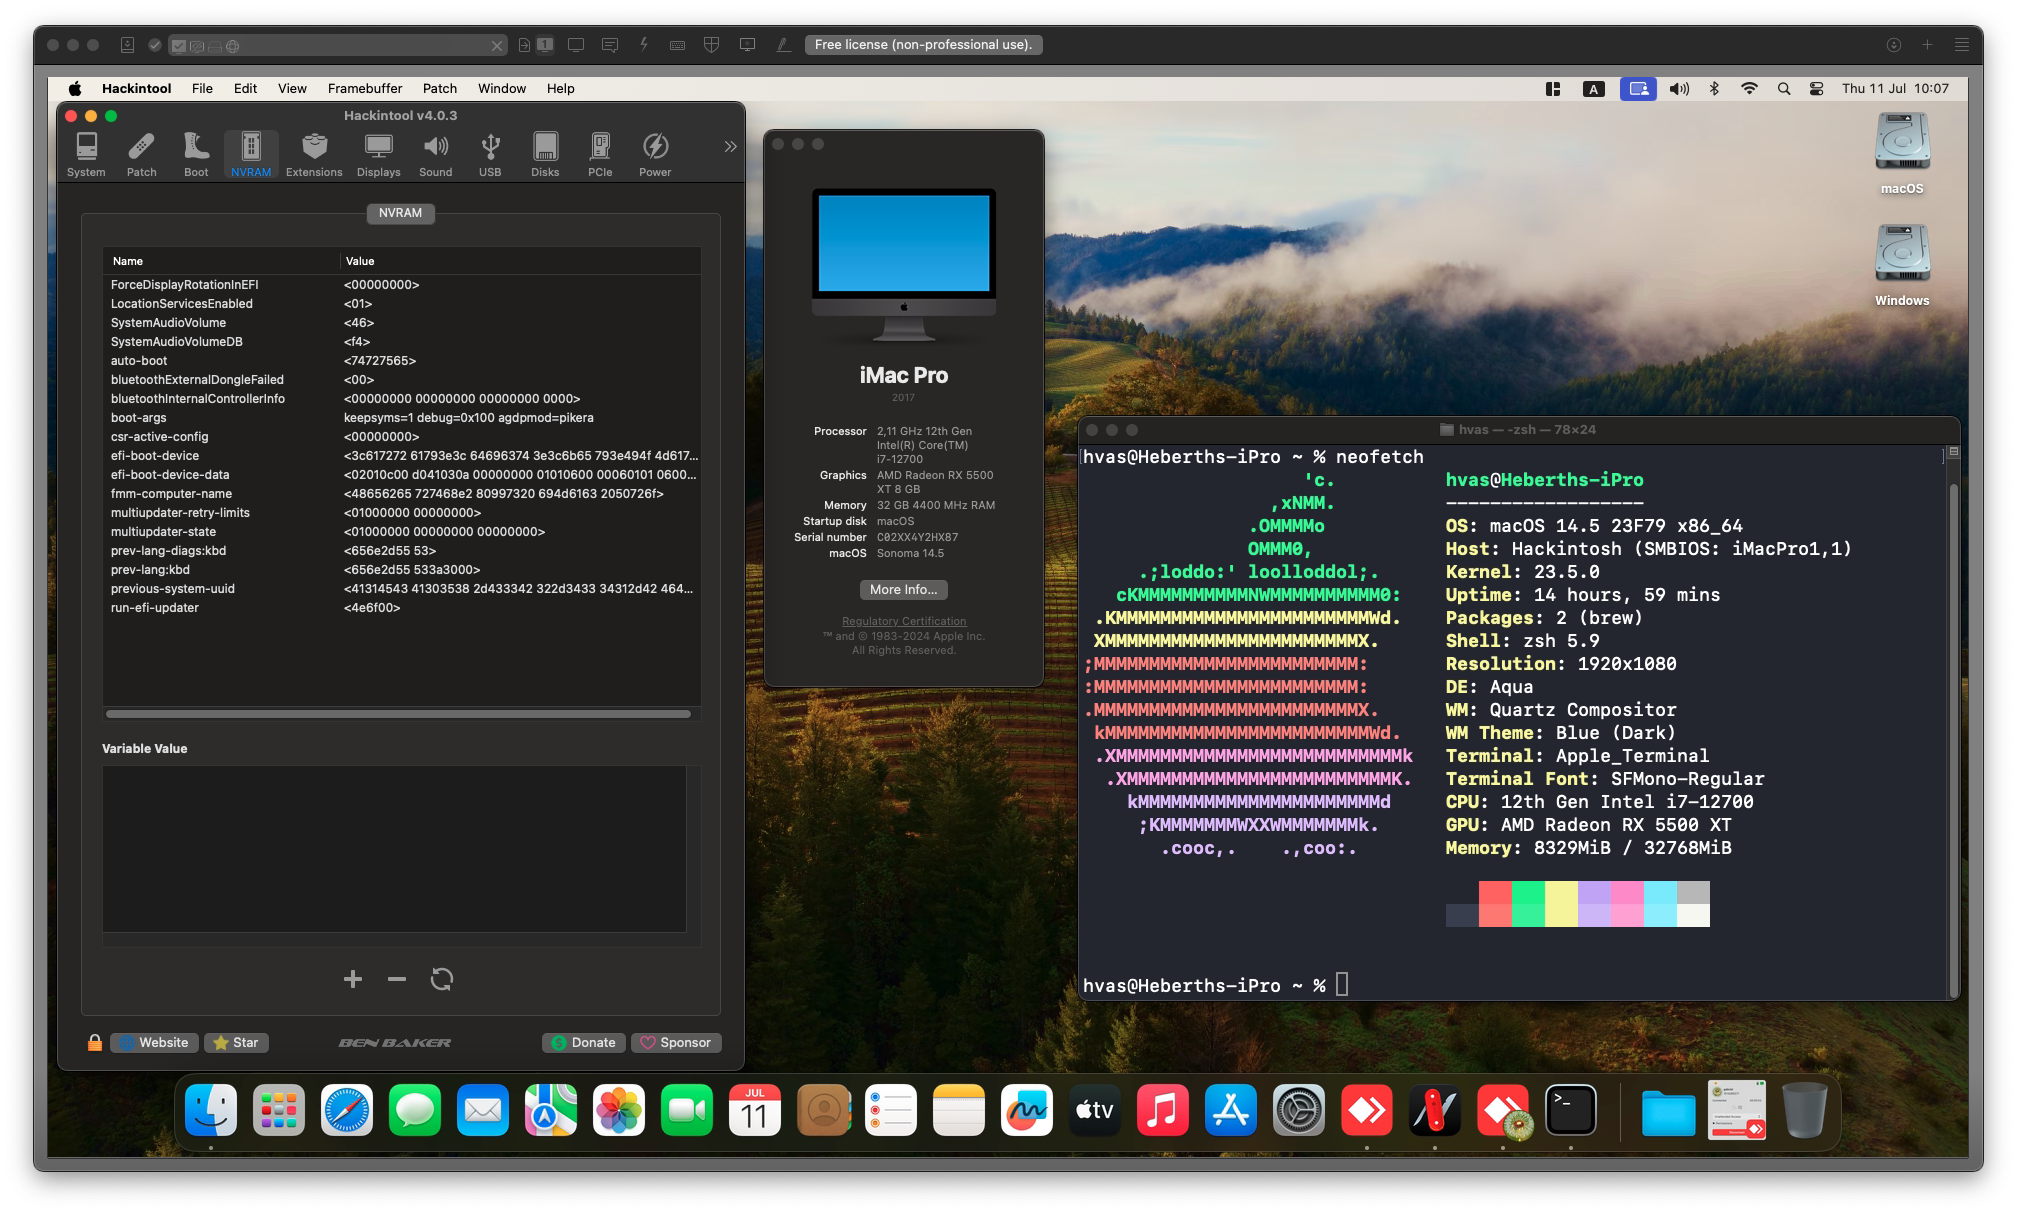 1
Free license (non-professional use).
Hackintool File Edit View Framebuffer Patch Window Help
A
Thu 11 Jul 10:07
Hackintool v4.0.3
System Patch Boot NVRAM Extensions Displays Sound USB Disks PCIe Power
NVRAM
Name Value
ForceDisplayRotationInEFI <00000000>
LocationServicesEnabled <01>
SystemAudioVolume <46>
SystemAudioVolumeDB <f4>
auto-boot <74727565>
bluetoothExternalDongleFailed <00>
bluetoothInternalControllerInfo <00000000 00000000 00000000 0000>
boot-args keepsyms=1 debug=0x100 agdpmod=pikera
csr-active-config <00000000>
efi-boot-device <3c617272 61793e3c 64696374 3e3c6b65 793e494f 4d617...
efi-boot-device-data <02010c00 d041030a 00000000 01010600 00060101 0600...
fmm-computer-name <48656265 727468e2 80997320 694d6163 2050726f>
multiupdater-retry-limits <01000000 00000000>
multiupdater-state <01000000 00000000 00000000>
prev-lang-diags:kbd <656e2d55 53>
prev-lang:kbd <656e2d55 533a3000>
previous-system-uuid <41314543 41303538 2d433342 322d3433 34312d42 464...
run-efi-updater <4e6f00>
Variable Value
Website
Star
BEN BAKER
Donate
Sponsor
iMac Pro
2017
Processor 2,11 GHz 12th Gen
Intel(R) Core(TM)
i7-12700
Graphics AMD Radeon RX 5500
XT 8 GB
Memory 32 GB 4400 MHz RAM
Startup disk macOS
Serial number C02XX4Y2HX87
macOS Sonoma 14.5
More Info...
Regulatory Certification
™ and © 1983-2024 Apple Inc.
All Rights Reserved.
macOS
Windows
hvas — -zsh — 78×24
[hvas@Heberths-iPro ~ % neofetch ]
'c. hvas@Heberths-iPro
,xNMM. ------------------
.OMMMMo OS: macOS 14.5 23F79 x86_64
OMMM0, Host: Hackintosh (SMBIOS: iMacPro1,1)
.;loddo:' loolloddol;. Kernel: 23.5.0
cKMMMMMMMMMMNWMMMMMMMMMM0: Uptime: 14 hours, 59 mins
.KMMMMMMMMMMMMMMMMMMMMMMMWd. Packages: 2 (brew)
XMMMMMMMMMMMMMMMMMMMMMMMX. Shell: zsh 5.9
;MMMMMMMMMMMMMMMMMMMMMMMM: Resolution: 1920x1080
:MMMMMMMMMMMMMMMMMMMMMMMM: DE: Aqua
.MMMMMMMMMMMMMMMMMMMMMMMMX. WM: Quartz Compositor
kMMMMMMMMMMMMMMMMMMMMMMMMWd. WM Theme: Blue (Dark)
.XMMMMMMMMMMMMMMMMMMMMMMMMMMk Terminal: Apple_Terminal
.XMMMMMMMMMMMMMMMMMMMMMMMMK. Terminal Font: SFMono-Regular
kMMMMMMMMMMMMMMMMMMMMMMd CPU: 12th Gen Intel i7-12700
;KMMMMMMMWXXWMMMMMMMk. GPU: AMD Radeon RX 5500 XT
.cooc,. .,coo:. Memory: 8329MiB / 32768MiB
hvas@Heberths-iPro ~ %
JUL
11
tv
>_